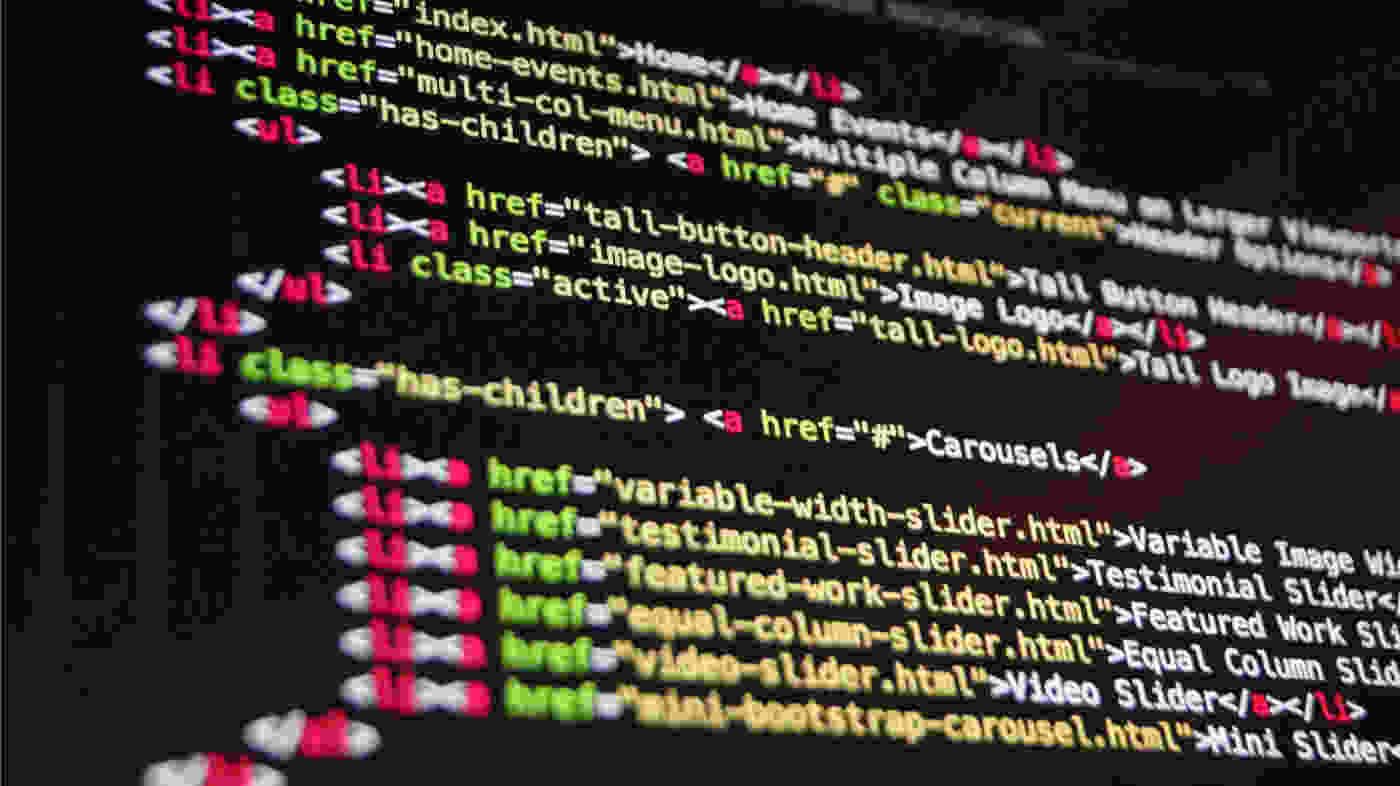 href="index.html">Home</a></li>
<li><a href="home-events.html">Home Events</a></li>
<li><a href="multi-col-menu.html">Multiple Column Menu on Larger Viewport
<li class="has-children"> <a href="#" class="current">Header Options</a>
<ul>
<li><a href="tall-button-header.html">Tall Button Header</a></li
<li><a href="image-logo.html">Image Logo</a></li>
<li class="active"><a href="tall-logo.html">Tall Logo Image</a
</ul>
</li>
<li class="has-children"> <a href="#">Carousels</a>
<ul>
<li><a href="variable-width-slider.html">Variable Image Wi
<li><a href="testimonial-slider.html">Testimonial Slider<
<li><a href="featured-work-slider.html">Featured Work Sli
<li><a href="equal-column-slider.html">Equal Column Slid
<li><a href="video-slider.html">Video Slider</a></li>
<li><a href="mini-bootstrap-carousel.html">Mini Slider<
</ul>
</li>